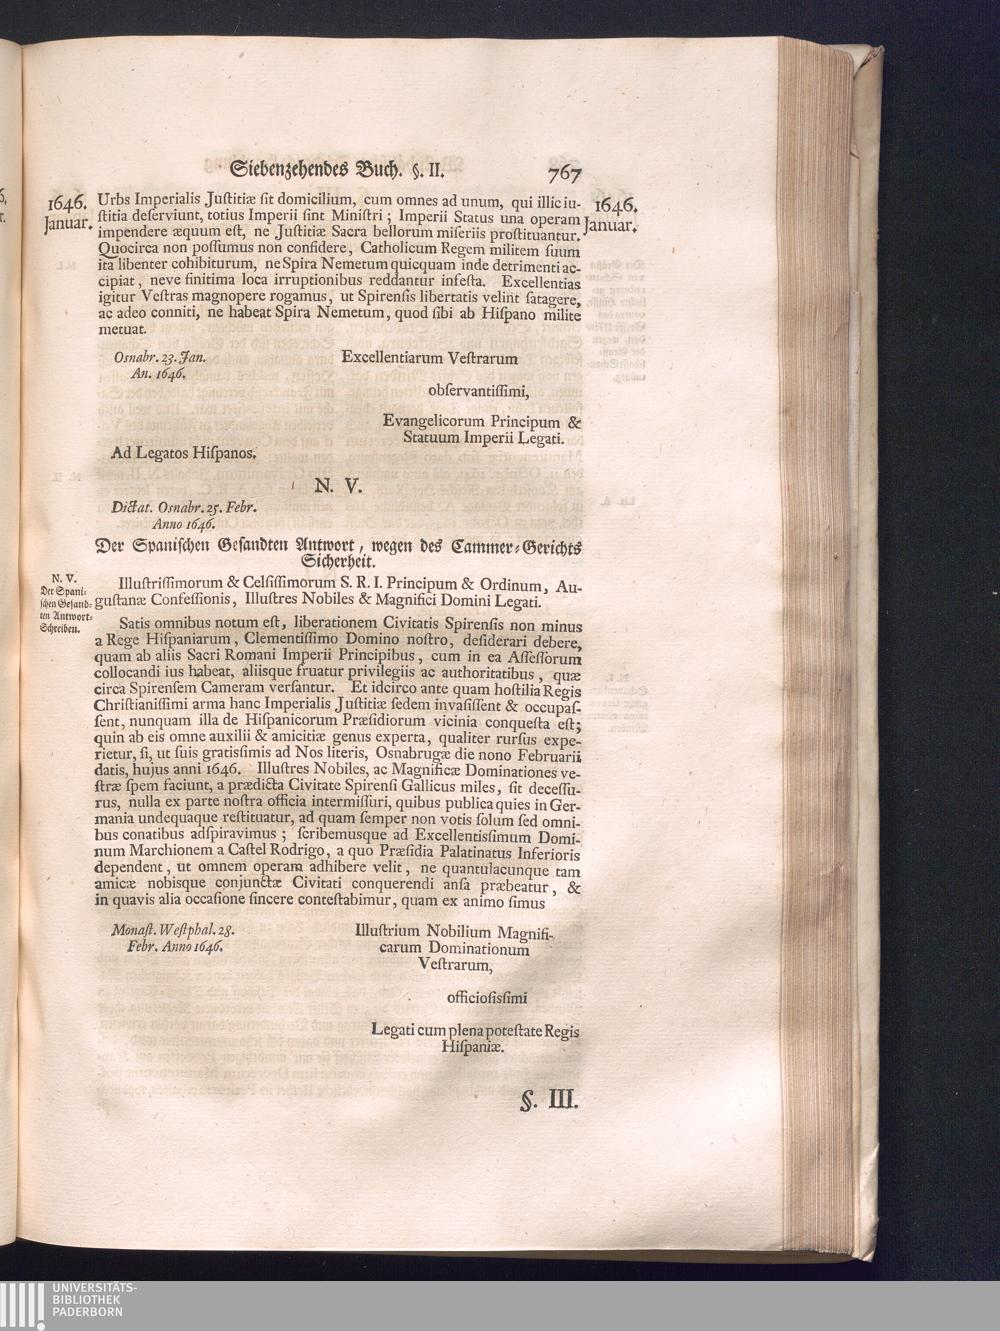 Siebenzehendes Buch. §. II. 767
1646. Januar.
1646. Januar.
Urbs Imperialis Justitiæ sit domicilium, cum omnes ad unum, qui illic iu-
stitia deserviunt, totius Imperii sint Ministri; Imperii Status una operam
impendere æquum est, ne Justitiæ Sacra bellorum miseriis prostituantur.
Quocirca non possumus non confidere, Catholicum Regem militem suum
ita libenter cohibiturum, ne Spira Nemetum quicquam inde detrimenti ac-
cipiat, neve finitima loca irruptionibus reddantur infesta. Excellentias
igitur Vestras magnopere rogamus, ut Spirensis libertatis velint satagere,
ac adeo conniti, ne habeat Spira Nemetum, quod sibi ab Hispano milite
metuat.
Osnabr. 23. Jan.
An. 1646.
Excellentiarum Vestrarum
observantissimi,
Evangelicorum Principum &
Statuum Imperii Legati.
Ad Legatos Hispanos.
N. V.
Dictat. Osnabr. 25. Febr.
Anno 1646.
Der Spanischen Gesandten Antwort, wegen des Cammer-Gerichts
Sicherheit.
N. V.
Der Spani-
schen Gesand-
ten Antwort-
Schreiben.
Illustrissimorum & Celsissimorum S. R. I. Principum & Ordinum, Au-
gustanæ Confessionis, Illustres Nobiles & Magnifici Domini Legati.
Satis omnibus notum est, liberationem Civitatis Spirensis non minus
a Rege Hispaniarum, Clementissimo Domino nostro, desiderari debere,
quam ab aliis Sacri Romani Imperii Principibus, cum in ea Assessorum
collocandi ius habeat, aliisque fruatur privilegiis ac authoritatibus, quæ
circa Spirensem Cameram versantur. Et idcirco ante quam hostilia Regis
Christianissimi arma hanc Imperialis Justitiæ sedem invasissent & occupas-
sent, nunquam illa de Hispanicorum Præsidiorum vicinia conquesta est;
quin ab eis omne auxilii & amicitiæ genus experta, qualiter rursus expe-
rietur, si, ut suis gratissimis ad Nos literis, Osnabrugæ die nono Februarii
datis, hujus anni 1646. Illustres Nobiles, ac Magnificæ Dominationes ve-
stræ spem faciunt, a prædicta Civitate Spirensi Gallicus miles, sit decessu-
rus, nulla ex parte nostra officia intermissuri, quibus publica quies in Ger-
mania undequaque restituatur, ad quam semper non votis solum sed omni-
bus conatibus adspiravimus; scribemusque ad Excellentissimum Domi-
num Marchionem a Castel Rodrigo, a quo Præsidia Palatinatus Inferioris
dependent, ut omnem operam adhibere velit, ne quantulacunque tam
amicæ nobisque conjunctæ Civitati conquerendi ansa præbeatur, &
in quavis alia occasione sincere contestabimur, quam ex animo simus
Monast. Westphal. 28.
Febr. Anno 1646.
Illustrium Nobilium Magnifi-
carum Dominationum
Vestrarum,
officiosissimi
Legati cum plena potestate Regis
Hispaniæ.
§. III.
UNIVERSITÄTS-
BIBLIOTHEK
PADERBORN